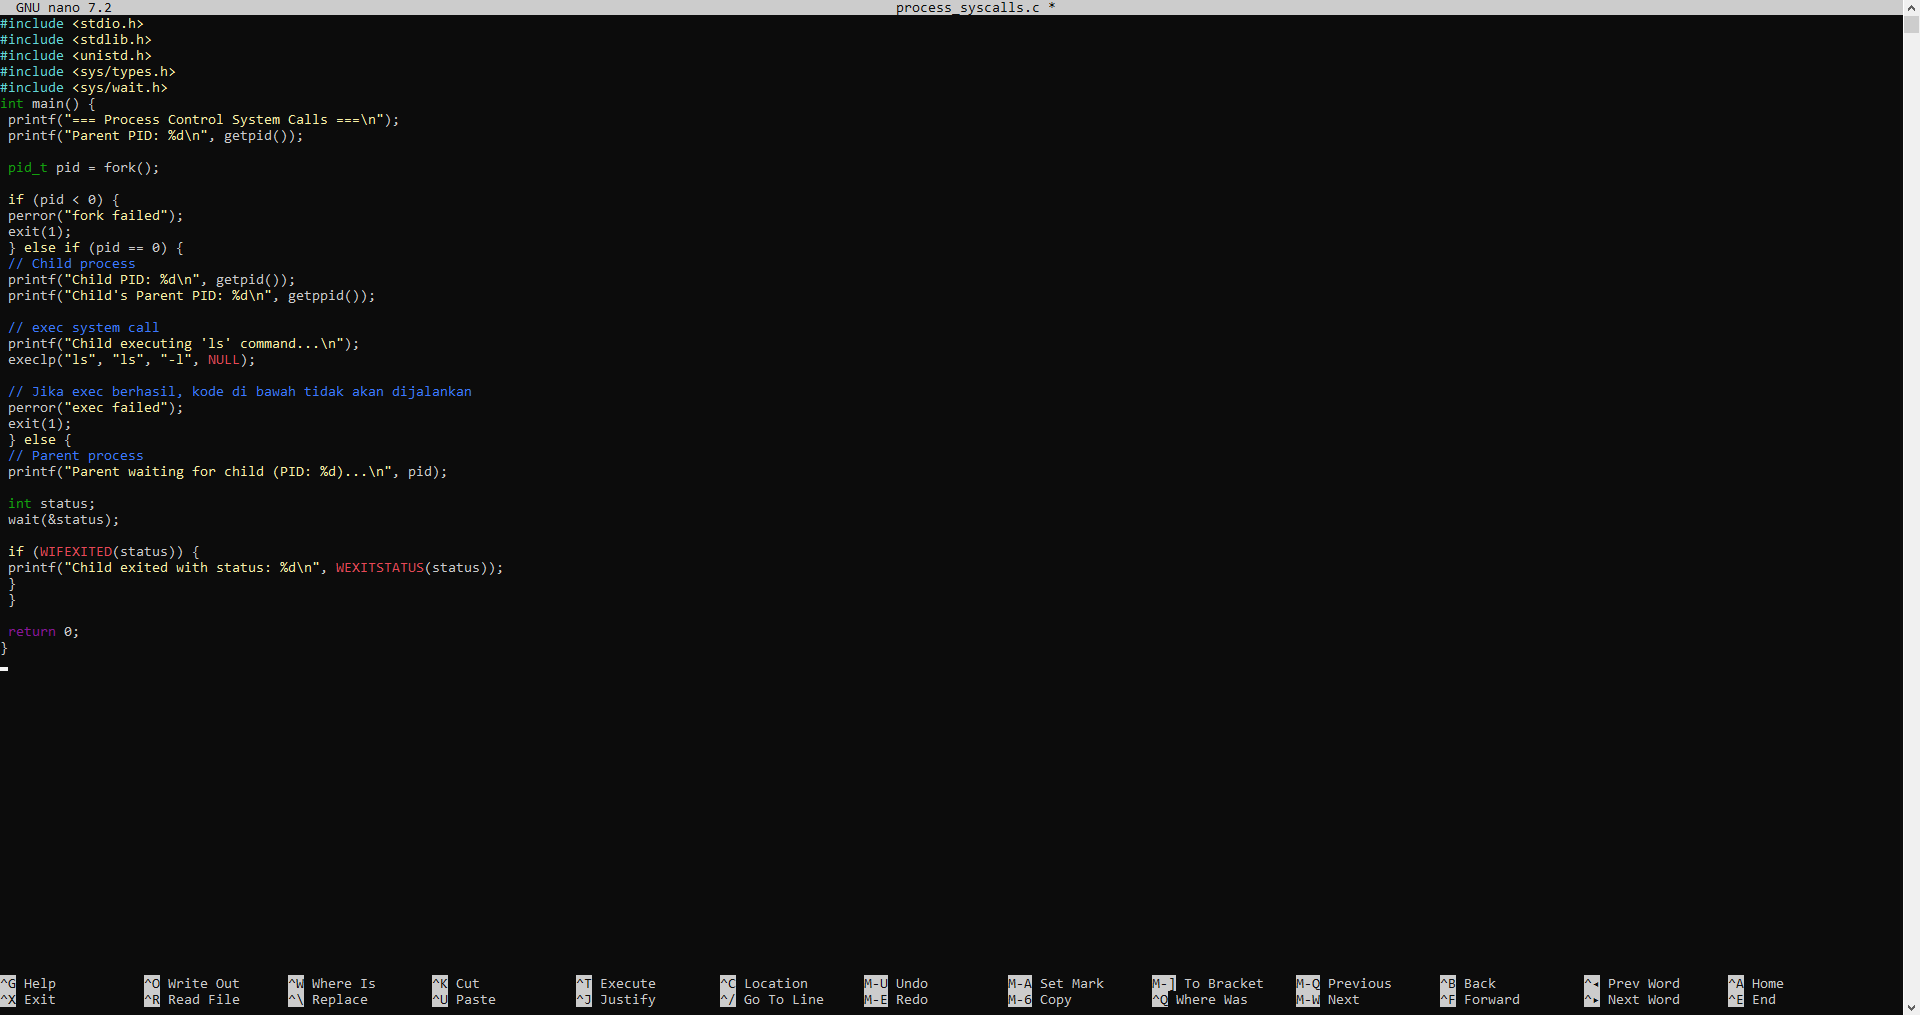 GNU nano 7.2 process_syscalls.c *
#include <stdio.h>
#include <stdlib.h>
#include <unistd.h>
#include <sys/types.h>
#include <sys/wait.h>
int main() {
 printf("=== Process Control System Calls ===\n");
 printf("Parent PID: %d\n", getpid());

 pid_t pid = fork();

 if (pid < 0) {
 perror("fork failed");
 exit(1);
 } else if (pid == 0) {
 // Child process
 printf("Child PID: %d\n", getpid());
 printf("Child's Parent PID: %d\n", getppid());

 // exec system call
 printf("Child executing 'ls' command...\n");
 execlp("ls", "ls", "-l", NULL);

 // Jika exec berhasil, kode di bawah tidak akan dijalankan
 perror("exec failed");
 exit(1);
 } else {
 // Parent process
 printf("Parent waiting for child (PID: %d)...\n", pid);

 int status;
 wait(&status);

 if (WIFEXITED(status)) {
 printf("Child exited with status: %d\n", WEXITSTATUS(status));
 }
 }

 return 0;
}
^G Help ^O Write Out ^W Where Is ^K Cut ^T Execute ^C Location M-U Undo M-A Set Mark M-] To Bracket M-Q Previous ^B Back ^◂ Prev Word ^A Home
^X Exit ^R Read File ^\ Replace ^U Paste ^J Justify ^/ Go To Line M-E Redo M-6 Copy ^Q Where Was M-W Next ^F Forward ^▸ Next Word ^E End